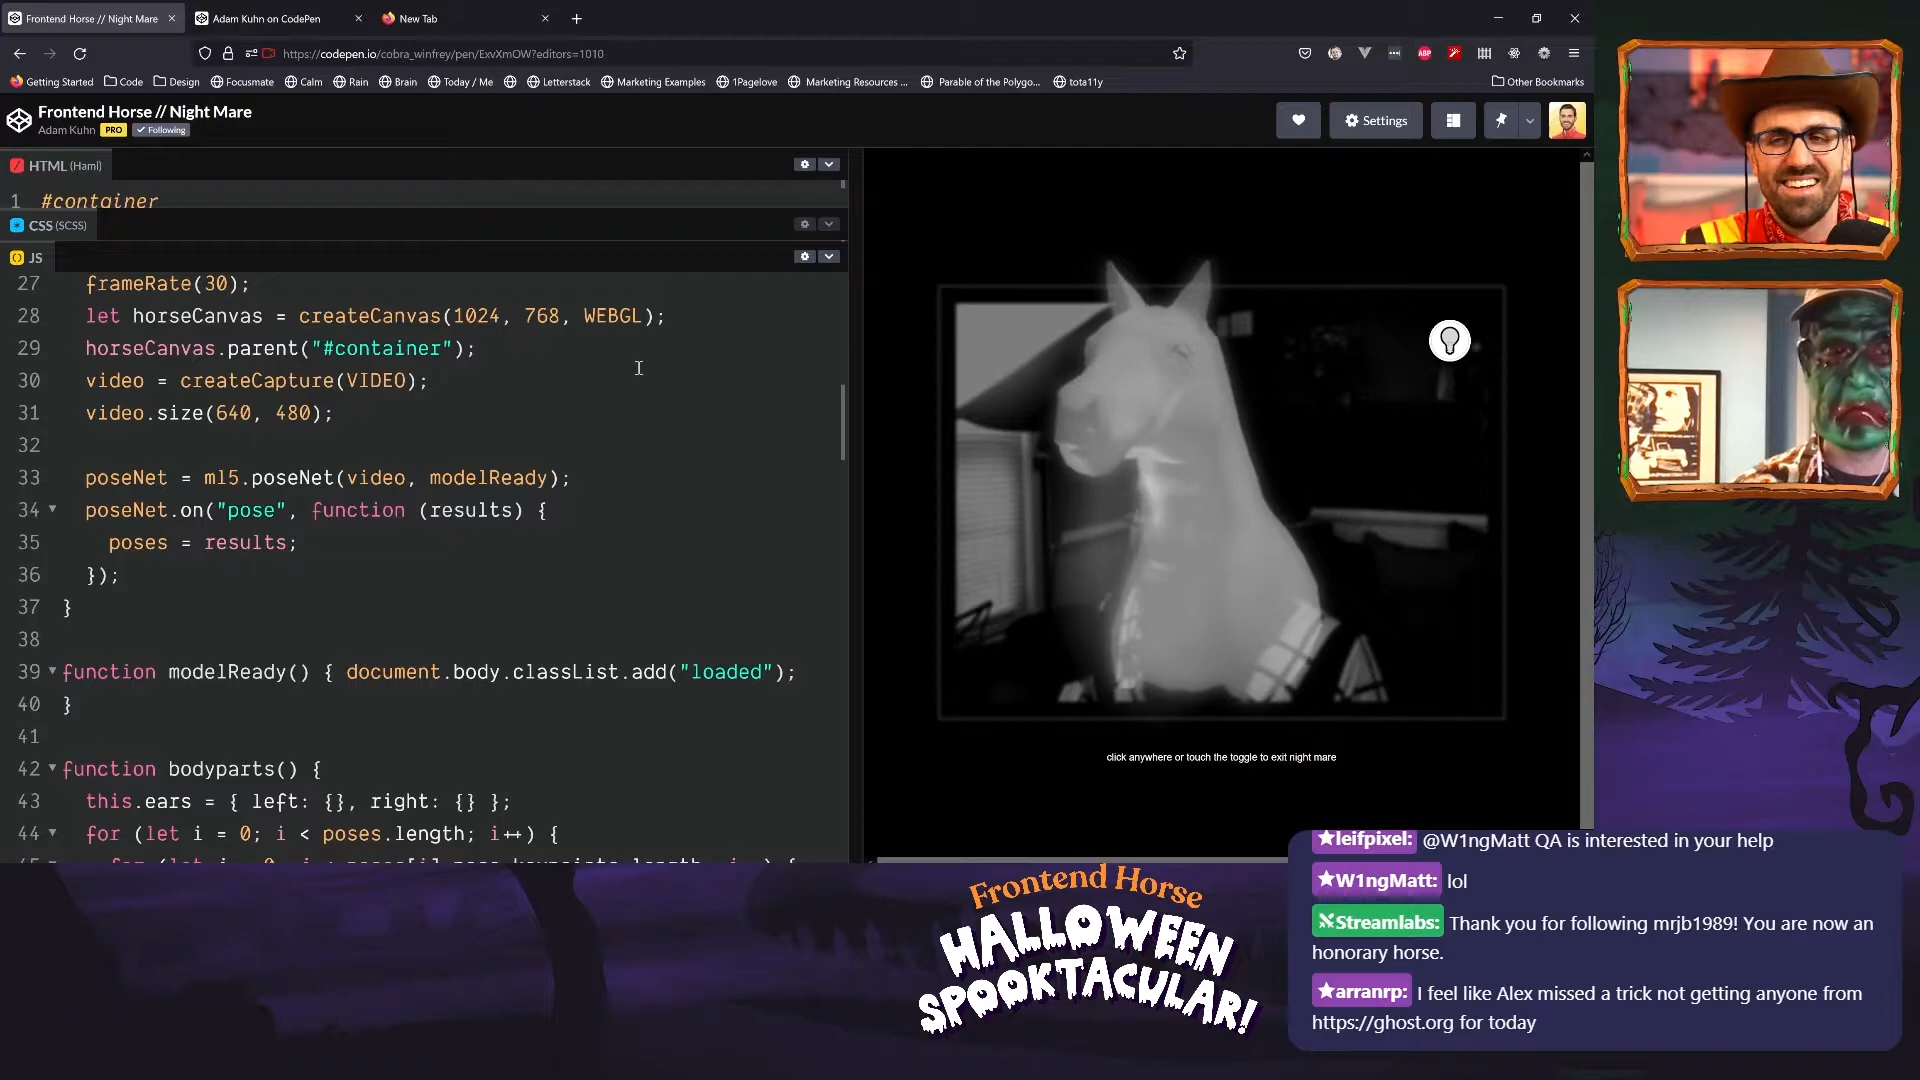 Frontend Horse // Night Mare
Adam Kuhn on CodePen
New Tab
https://codepen.io/cobra_winfrey/pen/ExvXmOW?editors=1010
ABP
Getting Started
Code
Design
Focusmate
Calm
Rain
Brain
Today / Me
Letterstack
Marketing Examples
1Pagelove
Marketing Resources ...
Parable of the Polygo...
tota11y
Other Bookmarks
Frontend Horse // Night Mare
Adam Kuhn PRO ✓ Following
Settings
HTML (Haml)
1 #container
CSS (SCSS)
JS
27 frameRate(30);
28 let horseCanvas = createCanvas(1024, 768, WEBGL);
29 horseCanvas.parent("#container");
30 video = createCapture(VIDEO);
31 video.size(640, 480);
32
33 poseNet = ml5.poseNet(video, modelReady);
34 poseNet.on("pose", function (results) {
35 poses = results;
36 });
37 }
38
39 function modelReady() { document.body.classList.add("loaded");
40 }
41
42 function bodyparts() {
43 this.ears = { left: {}, right: {} };
44 for (let i = 0; i < poses.length; i++) {
click anywhere or touch the toggle to exit night mare
Frontend Horse
HALLOWEEN
SPOOKTACULAR!
leifpixel: @W1ngMatt QA is interested in your help
W1ngMatt: lol
Streamlabs: Thank you for following mrjb1989! You are now an
honorary horse.
arranrp: I feel like Alex missed a trick not getting anyone from
https://ghost.org for today